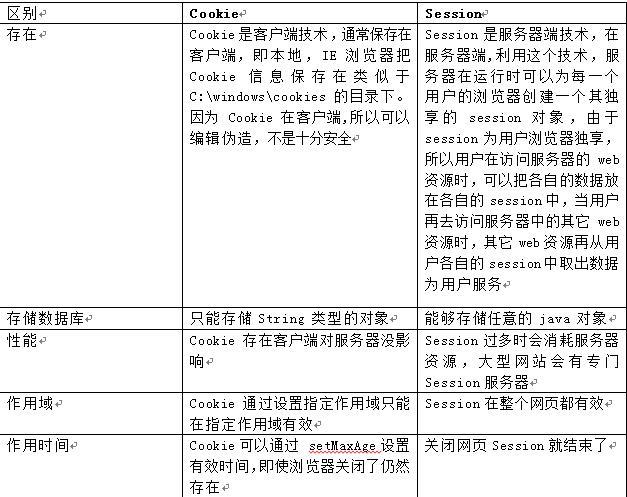 区别 Cookie Session
存在
Cookie 是客户端技术，通常保存在
客户端，即本地，IE 浏览器把
Cookie 信息保存在类似于
C:\windows\cookies 的目录下。
因为 Cookie 在客户端,所以可以
编辑伪造，不是十分安全
Session 是服务器端技术，在
服务器端,利用这个技术，服
务器在运行时可以为每一个
用户的浏览器创建一个其独
享的 session 对象，由于
session 为用户浏览器独享，
所以用户在访问服务器的 web
资源时，可以把各自的数据放
在各自的 session 中，当用户
再去访问服务器中的其它 web
资源时，其它 web 资源再从用
户各自的 session 中取出数据
为用户服务
存储数据库 只能存储 String 类型的对象 能够存储任意的 java 对象
性能
Cookie 存在客户端对服务器没影
响
Session 过多时会消耗服务器
资源，大型网站会有专门
Session 服务器
作用域
Cookie 通过设置指定作用域只能
在指定作用域有效
Session 在整个网页都有效
作用时间
Cookie 可以通过 setMaxAge 设置
有效时间,即使浏览器关闭了仍然
存在
关闭网页 Session 就结束了